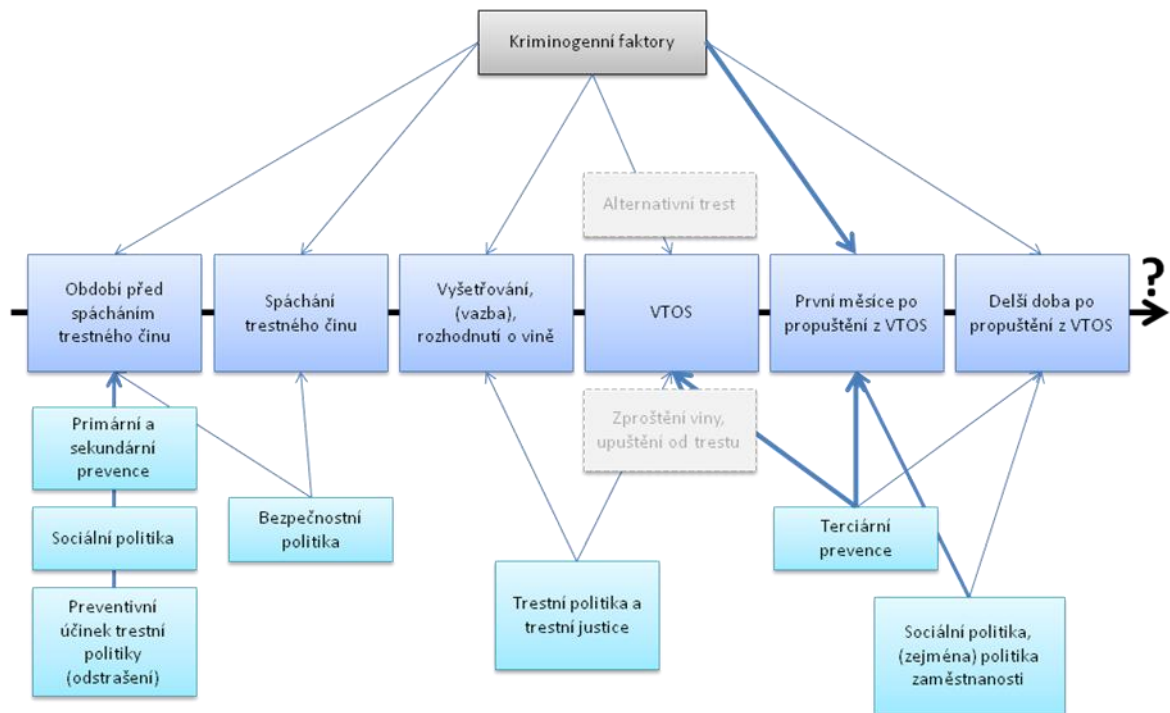 Kriminogenní faktory
Alternativní trest
Období před
spácháním
trestného činu
Spáchání
trestného činu
Vyšetřování,
(vazba),
rozhodnutí o vině
VTOS
První měsíce po
propuštění z VTOS
Delší doba po
propuštění z VTOS
?
Primární a
sekundární
prevence
Sociální politika
Preventivní
účinek trestní
politiky
(odstrašení)
Bezpečnostní
politika
Zproštění viny,
upuštění od trestu
Trestní politika a
trestní justice
Terciární
prevence
Sociální politika,
(zejména) politika
zaměstnanosti